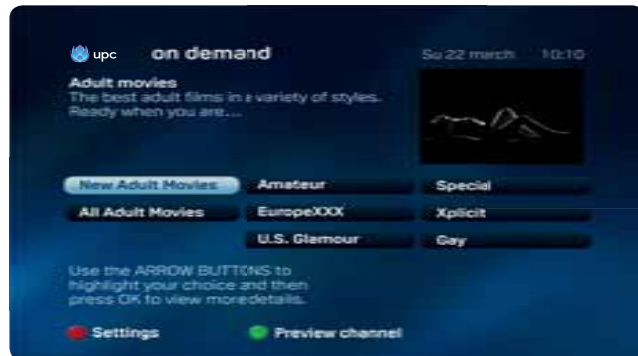 upc on demand Su 22 march 10:10
Adult movies
The best adult films in a variety of styles.
Ready when you are...
New Adult Movies Amateur Special
All Adult Movies EuropeXXX Xplicit
U.S. Glamour Gay
Use the ARROW BUTTONS to
highlight your choice and then
press OK to view more details.
Settings Preview channel